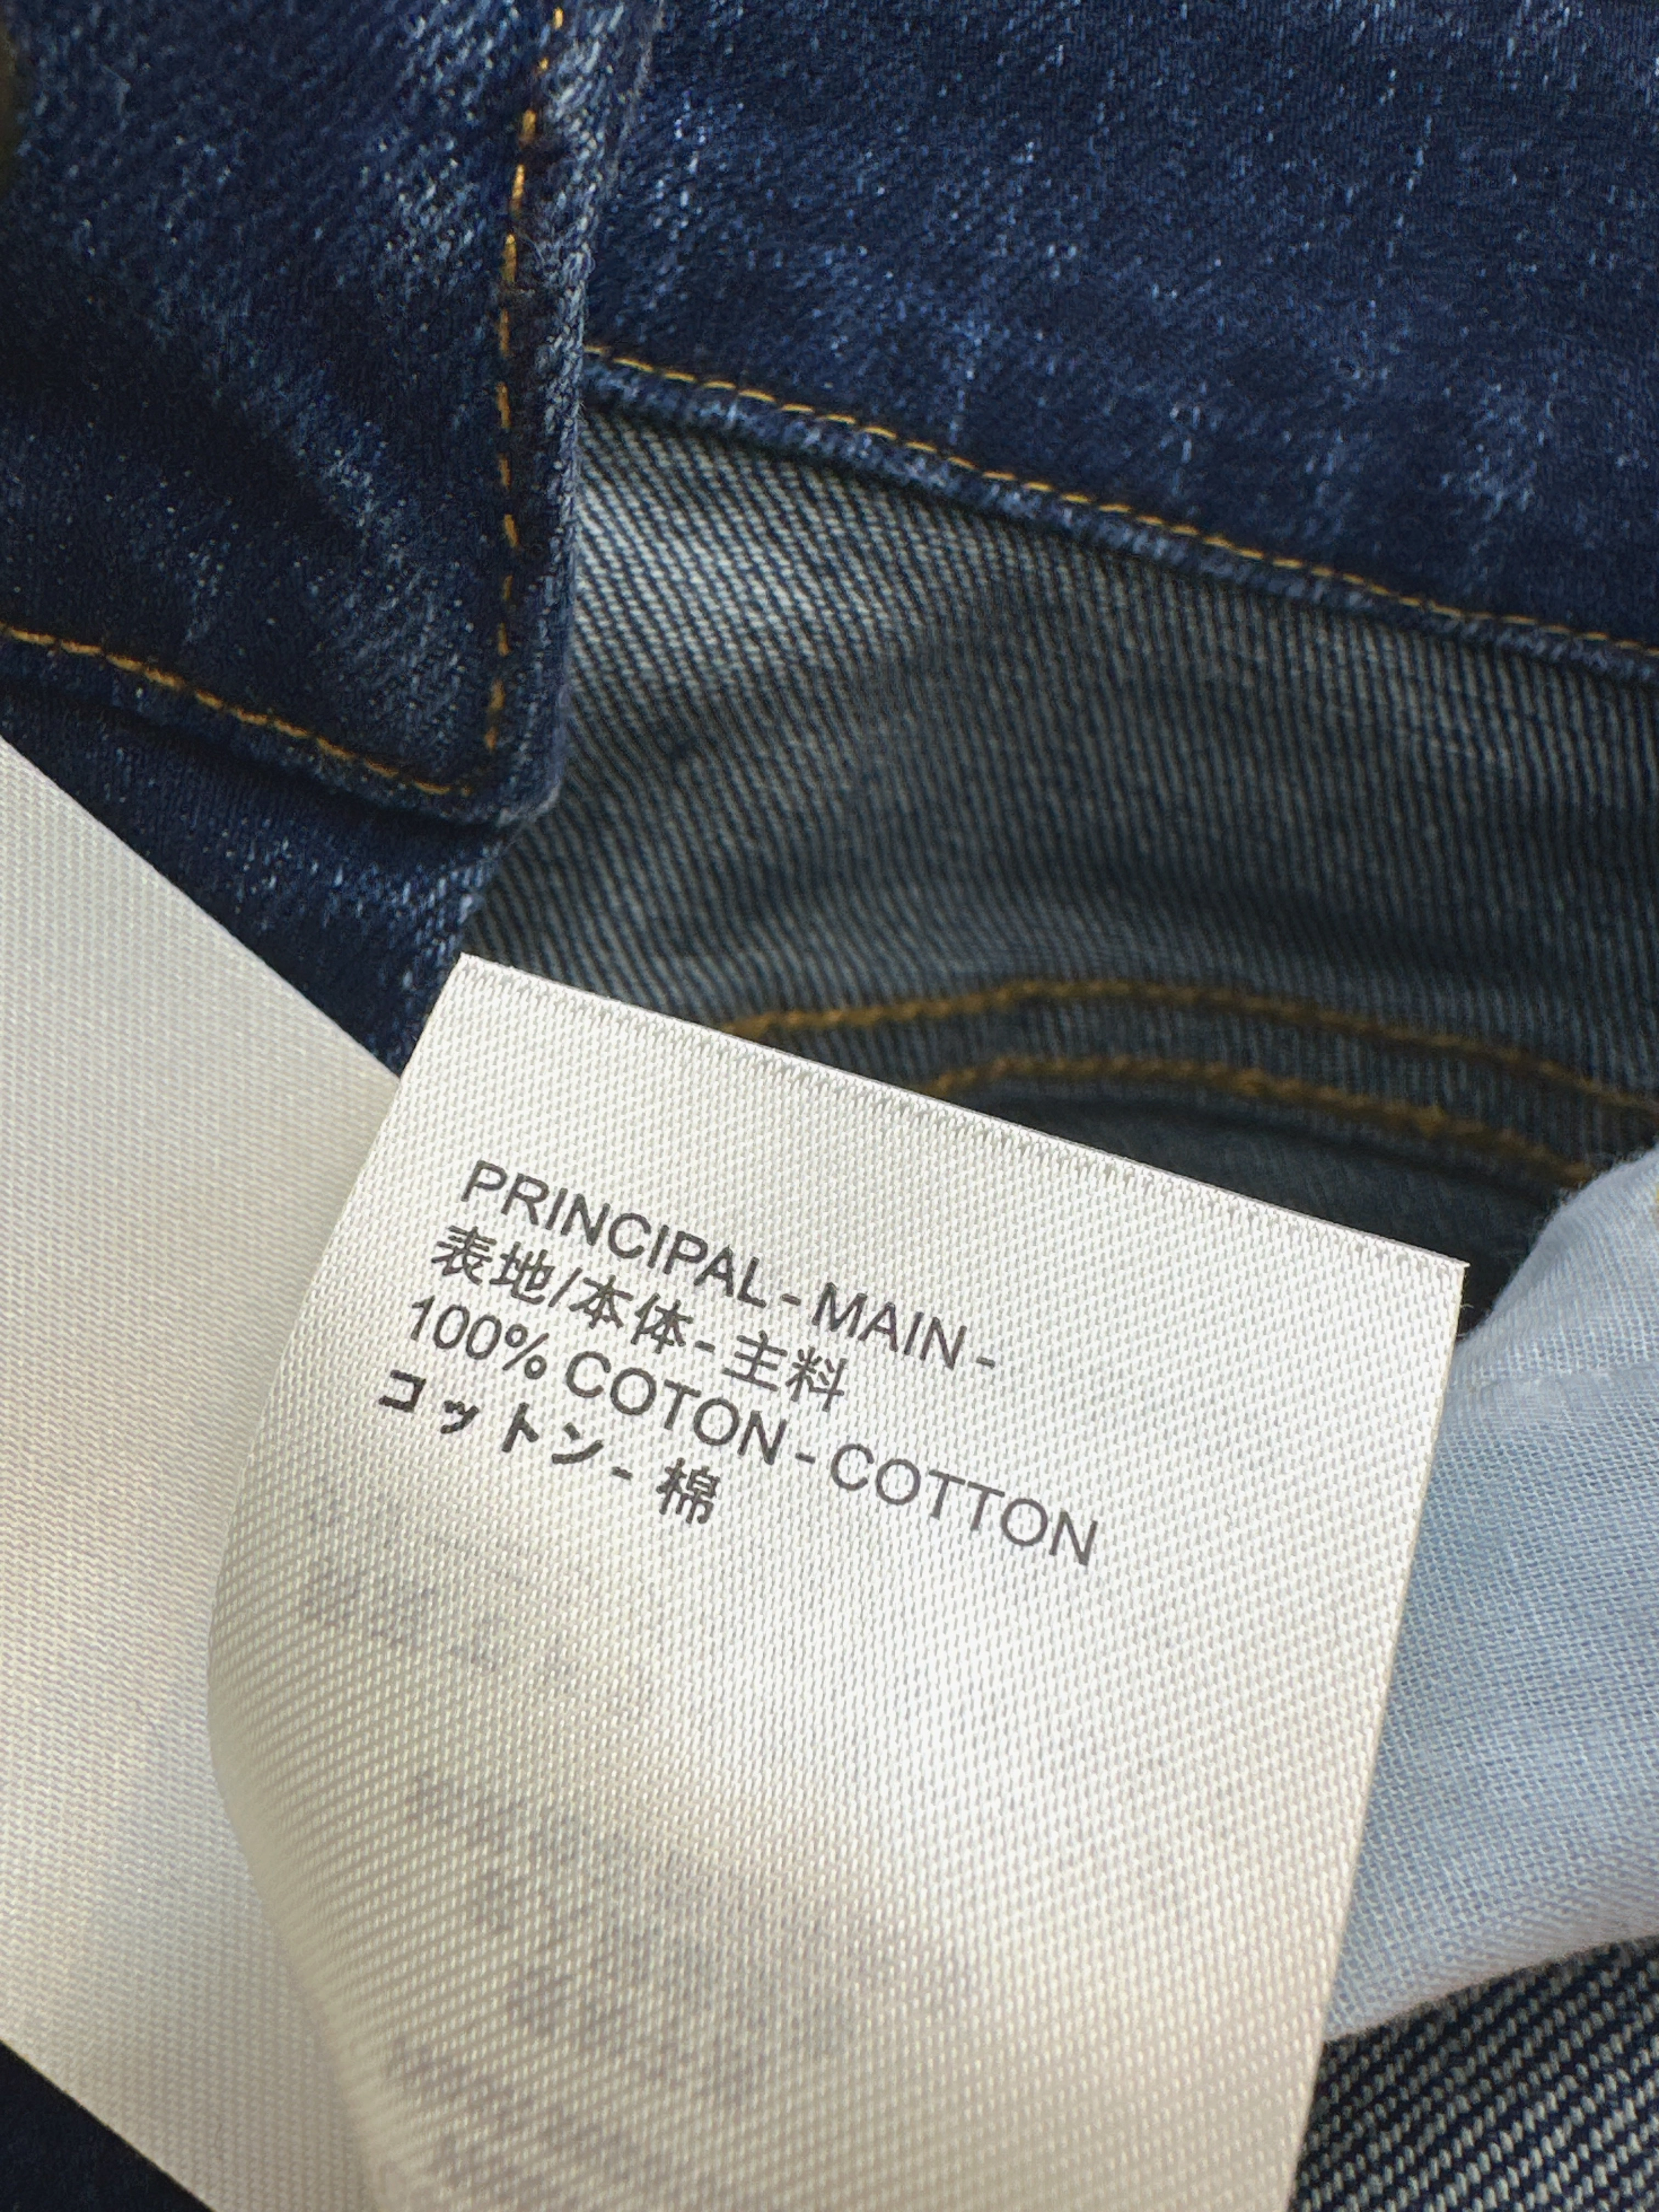 PRINCIPAL - MAIN -
表地/本体 - 主料
100% COTON - COTTON
コットン - 棉